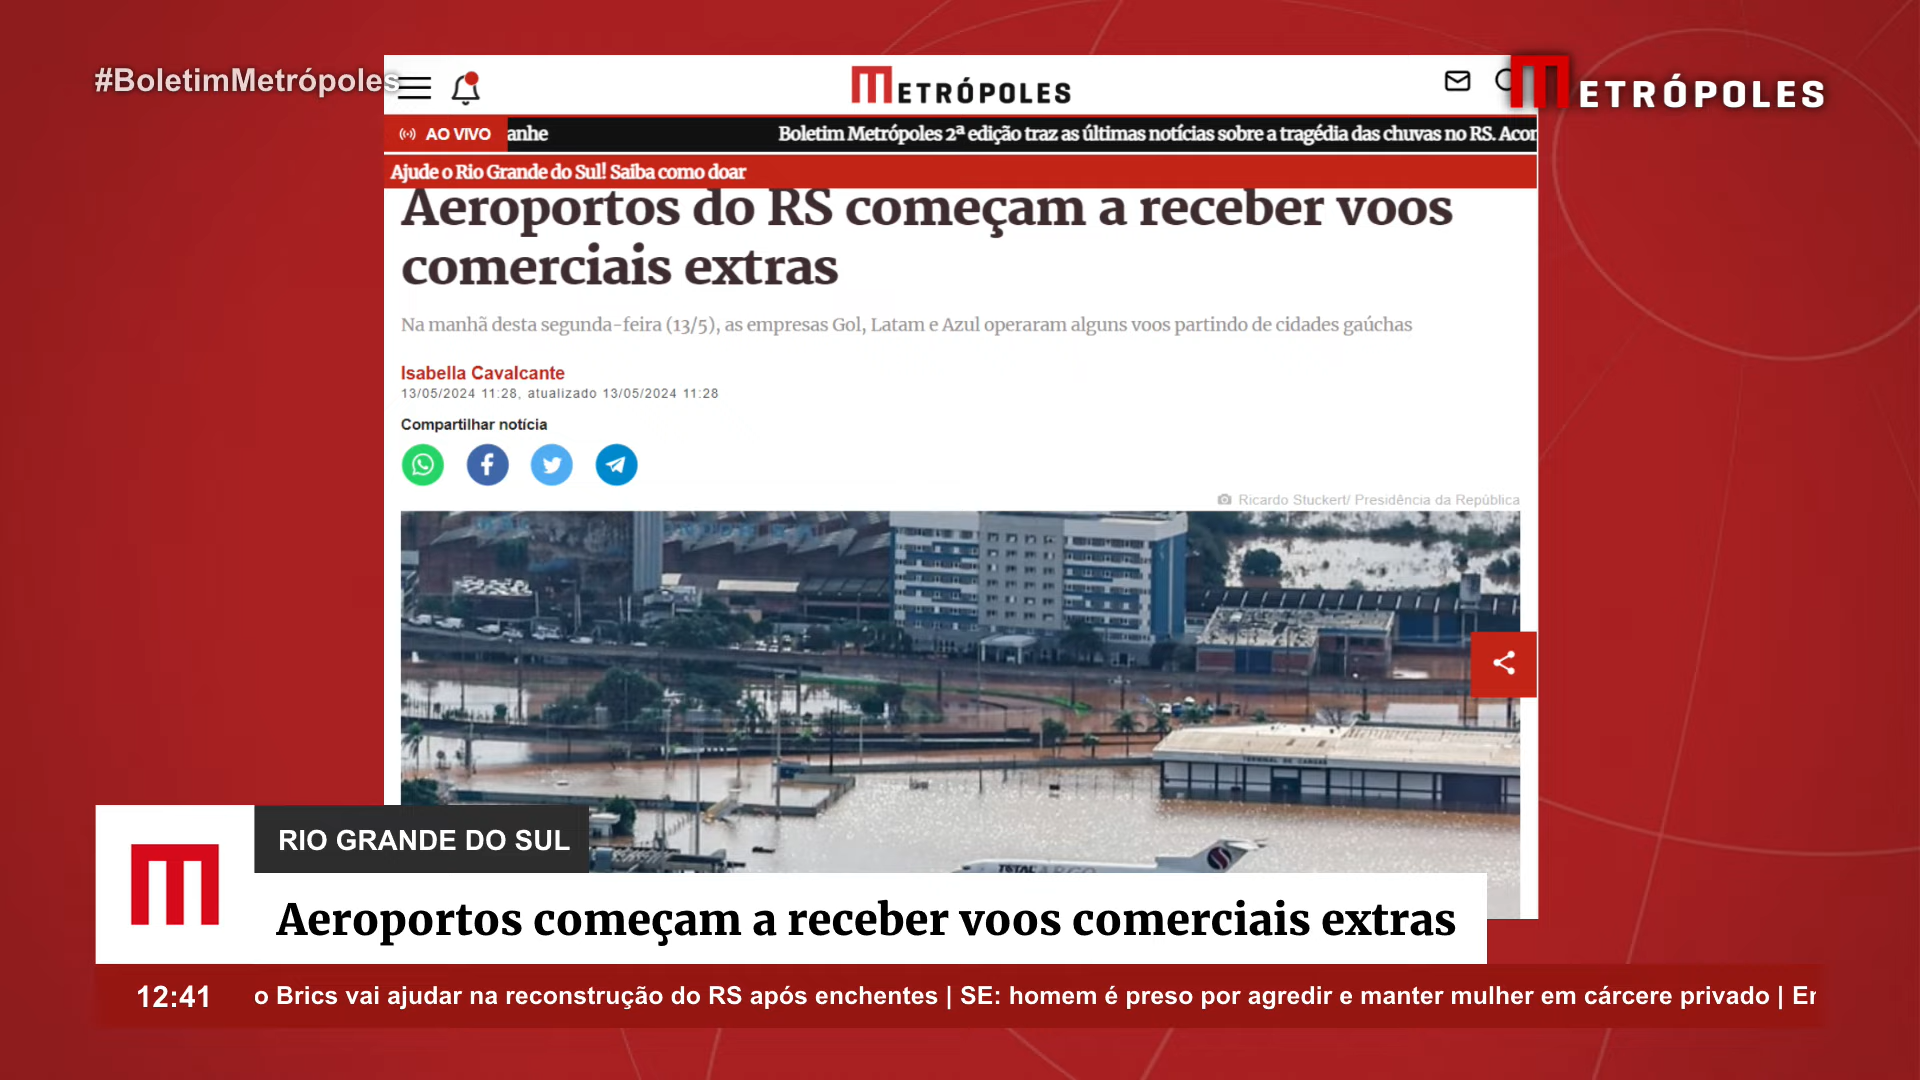 #BoletimMetrópoles
METRÓPOLES
METRÓPOLES
AO VIVO
anhe
Boletim Metrópoles 2ª edição traz as últimas notícias sobre a tragédia das chuvas no RS.
Ajude o Rio Grande do Sul! Saiba como doar
Aeroportos do RS começam a receber voos
comerciais extras
Na manhã desta segunda-feira (13/5), as empresas Gol, Latam e Azul operaram alguns voos partindo de cidades gaúchas
Isabella Cavalcante
13/05/2024 11:28, atualizado 13/05/2024 11:28
Compartilhar notícia
Ricardo Stuckert/ Presidência da República
TERMINAL DE CARGAS
RIO GRANDE DO SUL
Aeroportos começam a receber voos comerciais extras
12:41
o Brics vai ajudar na reconstrução do RS após enchentes | SE: homem é preso por agredir e manter mulher em cárcere privado |